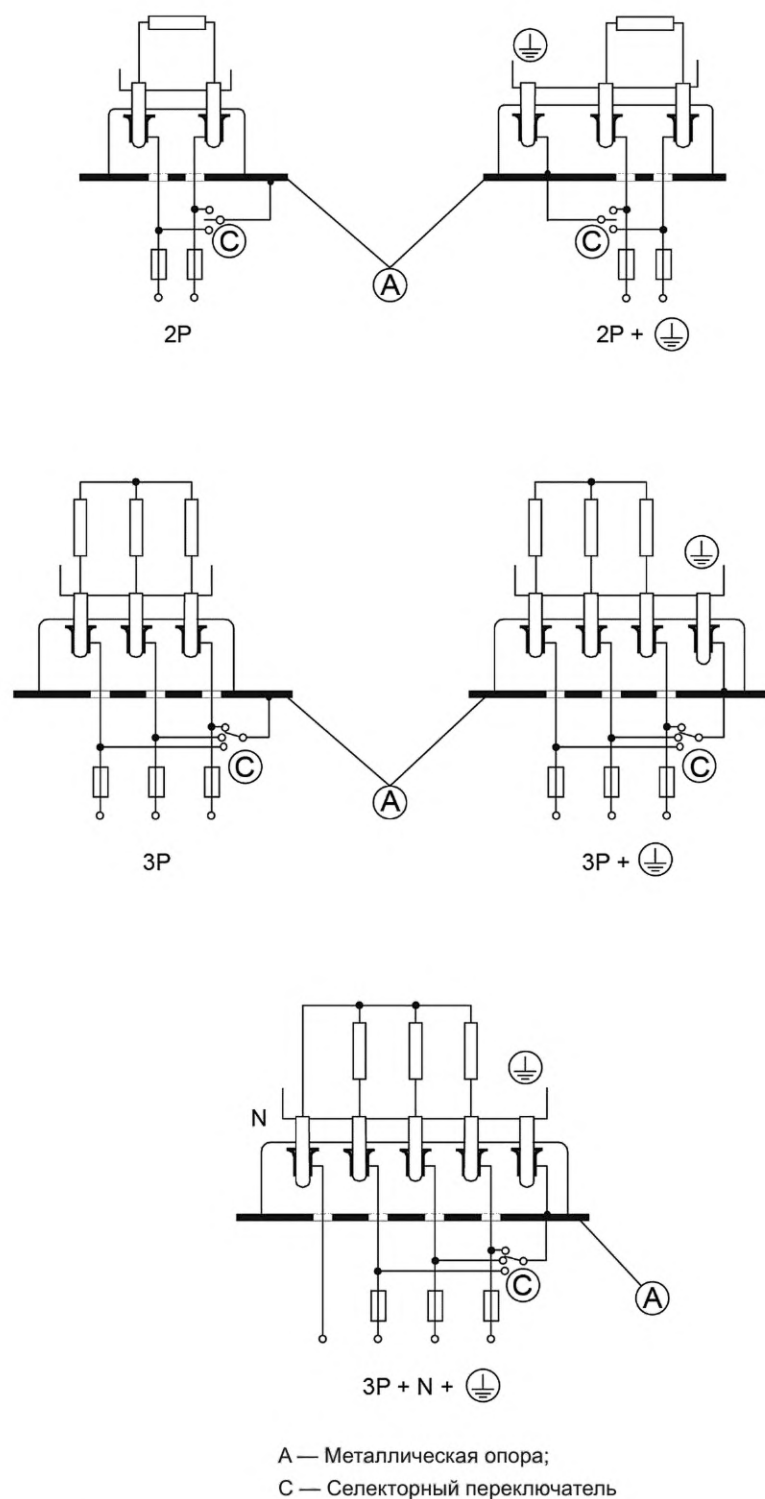 C
C
A
2P
2P +
C
C
A
3P
3P +
N
C
A
3P + N +
A — Металлическая опора;
C — Селекторный переключатель